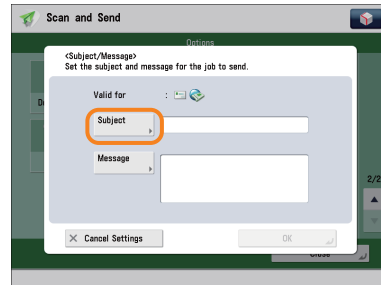 Scan and Send
Options
<Subject/Message>
Set the subject and message for the job to send.
Valid for :
Subject
Message
2/2
Cancel Settings
OK
Close